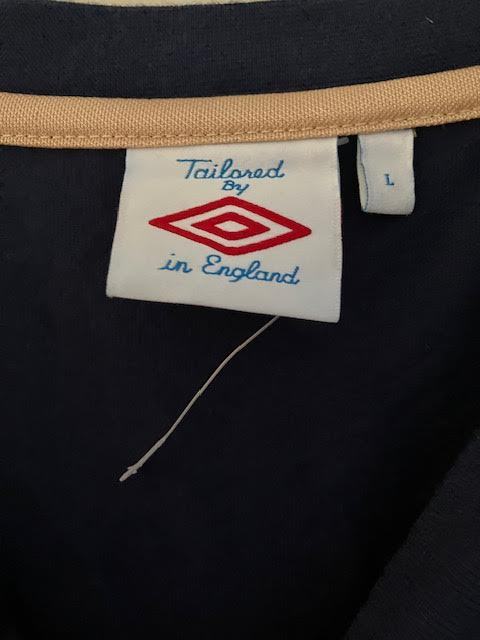 Tailored
By
in England
L